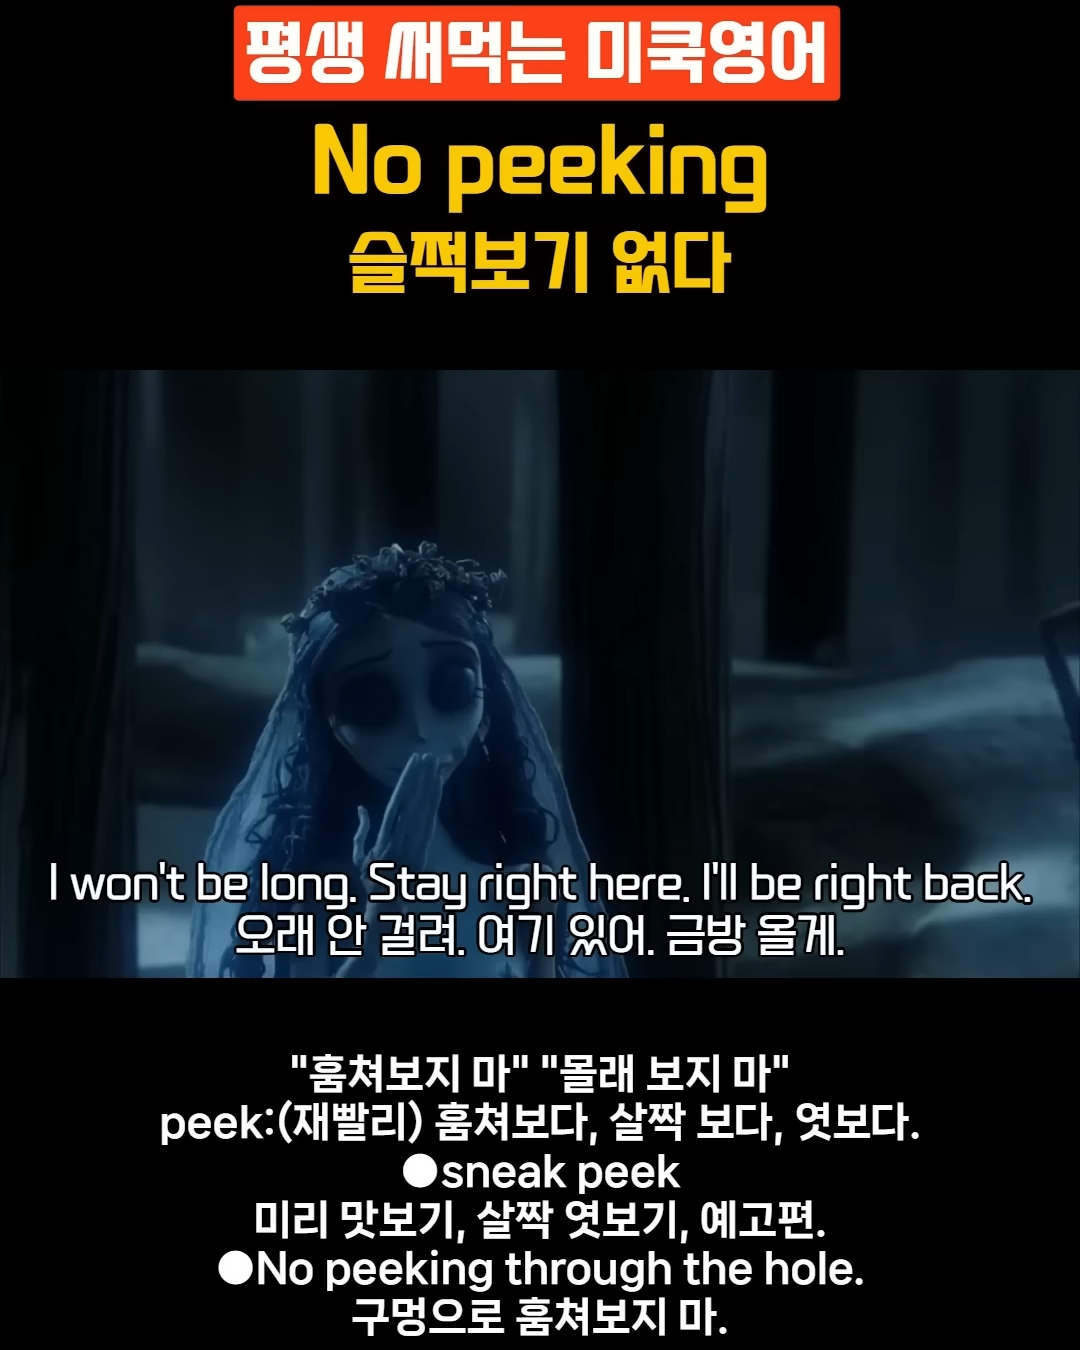 평생 써먹는 미쿡영어
No peeking
슬쩍보기 없다
I won't be long. Stay right here. I'll be right back.
오래 안 걸려. 여기 있어. 금방 올게.
"훔쳐보지 마" "몰래 보지 마"
peek:(재빨리) 훔쳐보다, 살짝 보다, 엿보다.
●sneak peek
미리 맛보기, 살짝 엿보기, 예고편.
●No peeking through the hole.
구멍으로 훔쳐보지 마.